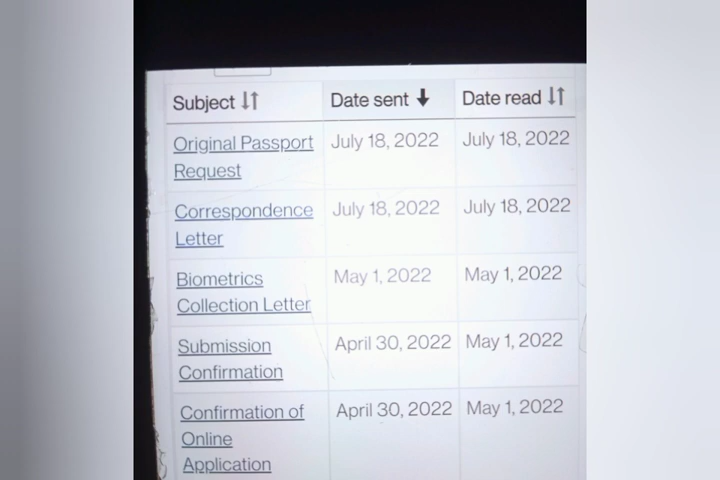 Subject Date sent Date read
Original Passport July 18, 2022 July 18, 2022
Request
Correspondence July 18, 2022 July 18, 2022
Letter
Biometrics May 1, 2022 May 1, 2022
Collection Letter
Submission April 30, 2022 May 1, 2022
Confirmation
Confirmation of April 30, 2022 May 1, 2022
Online
Application